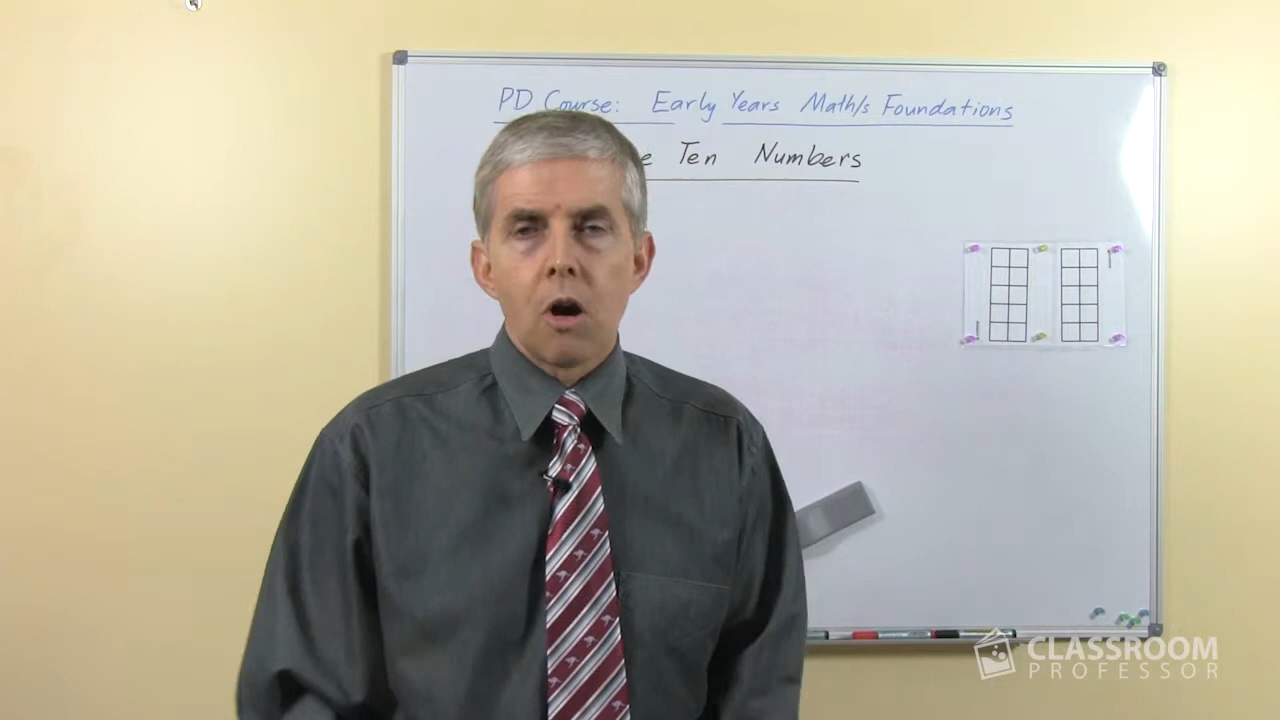 PD Course: Early Years Math/s Foundations
Ten Numbers
CLASSROOM
PROFESSOR